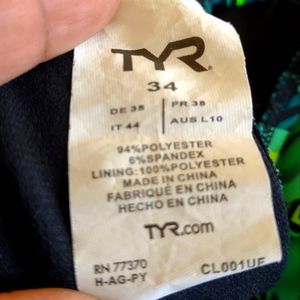 TYR
34
DE 38 FR 38
IT 44 AUS L10
94%POLYESTER
6%SPANDEX
LINING: 100%POLYESTER
MADE IN CHINA
FABRIQUÉ EN CHINA
HECHO EN CHINA
TYR.com
RN 77370
H-AG-PY CL001UF